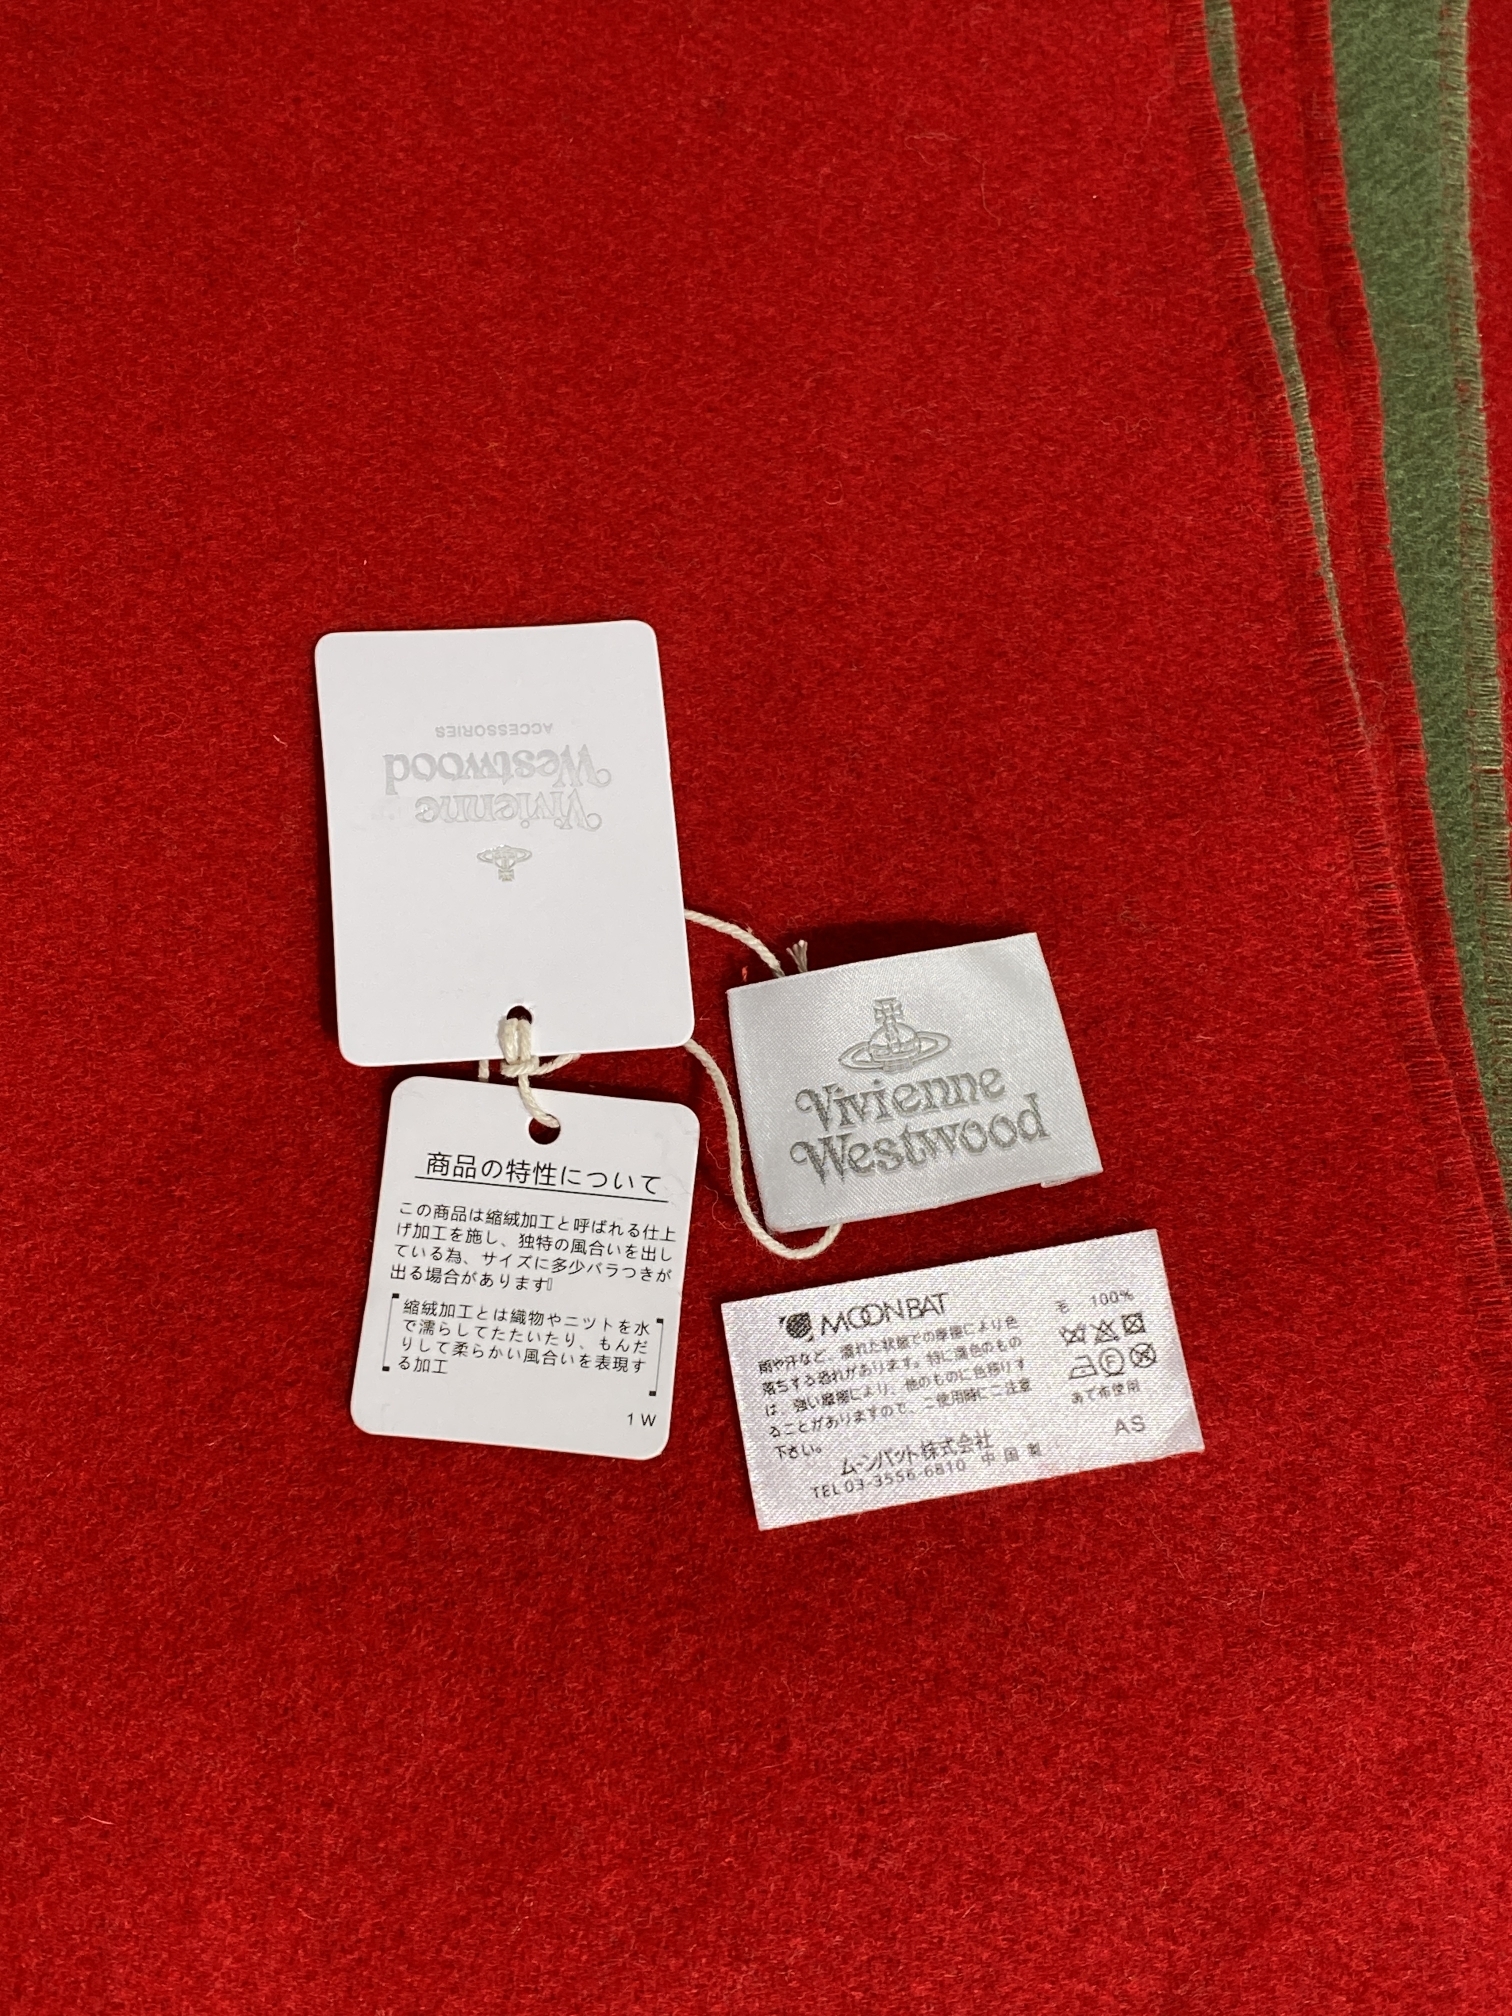 Vivienne
Westwood
ACCESSORIES
商品の特性について
この商品は縮絨加工と呼ばれる仕上
げ加工を施し、独特の風合いを出し
ている為、サイズに多少バラつきが
出る場合があります
縮絨加工とは織物やニットを水
で濡らしてたたいたり、もんだ
りして柔らかい風合いを表現す
る加工
1W
Vivienne
Westwood
MOONBAT
雨や汗など、濡れた状態での摩擦により色
落ちする恐れがあります。特に濃色のもの
は、強い摩擦により、他のものに色移りす
ることがありますので、ご使用時にご注意
下さい。
ムーンバット株式会社
TEL 03-3556-6810 中国製
毛 100%
あて布使用
AS